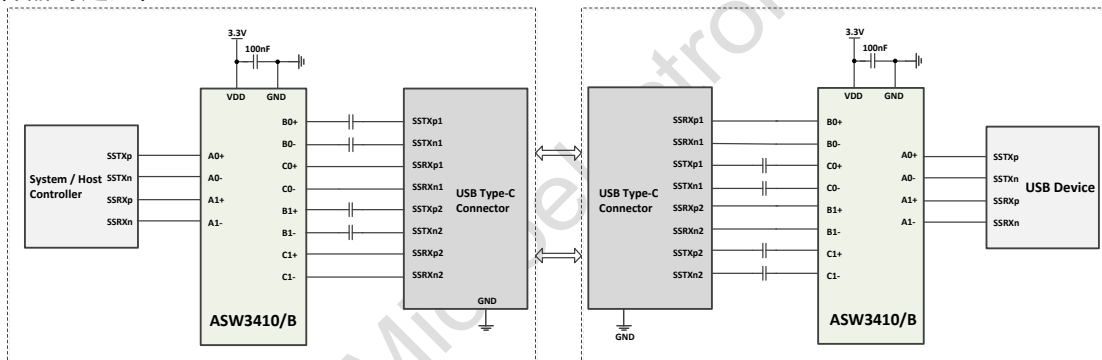 3.3V
100nF
VDD GND
System / Host
Controller
SSTXp
SSTXn
SSRXp
SSRXn
A0+
A0-
A1+
A1-
B0+
B0-
C0+
C0-
B1+
B1-
C1+
C1-
ASW3410/B
SSTXp1
SSTXn1
SSRXp1
SSRXn1
SSTXp2
SSTXn2
SSRXp2
SSRXn2
USB Type-C
Connector
GND
USB Type-C
Connector
SSRXp1
SSRXn1
SSTXp1
SSTXn1
SSRXp2
SSRXn2
SSTXp2
SSTXn2
GND
3.3V
100nF
VDD GND
B0+
B0-
C0+
C0-
B1+
B1-
C1+
C1-
A0+
A0-
A1+
A1-
ASW3410/B
SSTXp
SSTXn
SSRXp
SSRXn
USB Device